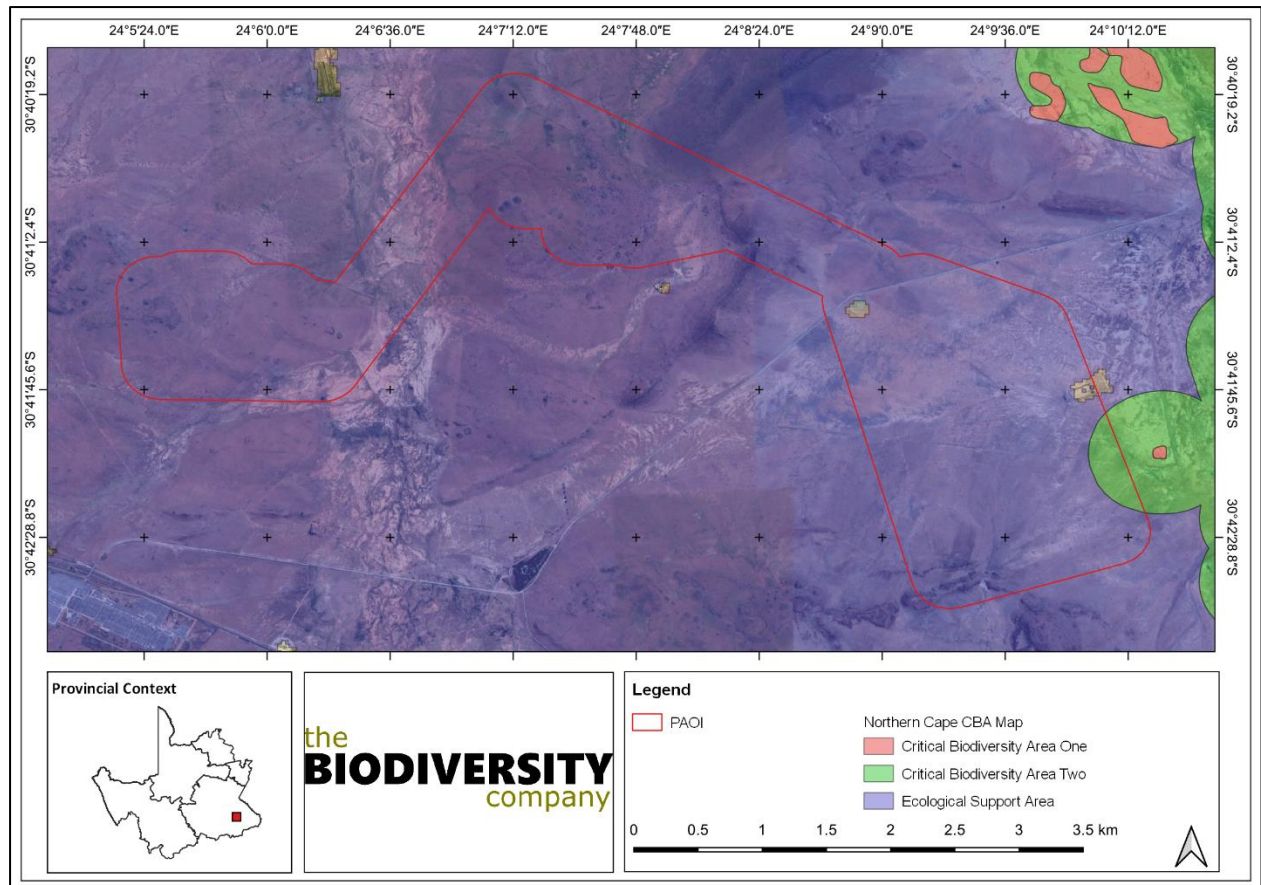 24°5'24.0"E 24°6'0.0"E 24°6'36.0"E 24°7'12.0"E 24°7'48.0"E 24°8'24.0"E 24°9'0.0"E 24°9'36.0"E 24°10'12.0"E
30°40'19.2"S 30°40'19.2"S
30°41'2.4"S 30°41'2.4"S
30°41'45.6"S 30°41'45.6"S
30°42'28.8"S 30°42'28.8"S
Provincial Context
the
BIODIVERSITY
company
Legend
PAOI
Northern Cape CBA Map
Critical Biodiversity Area One
Critical Biodiversity Area Two
Ecological Support Area
0 0.5 1 1.5 2 2.5 3 3.5 km